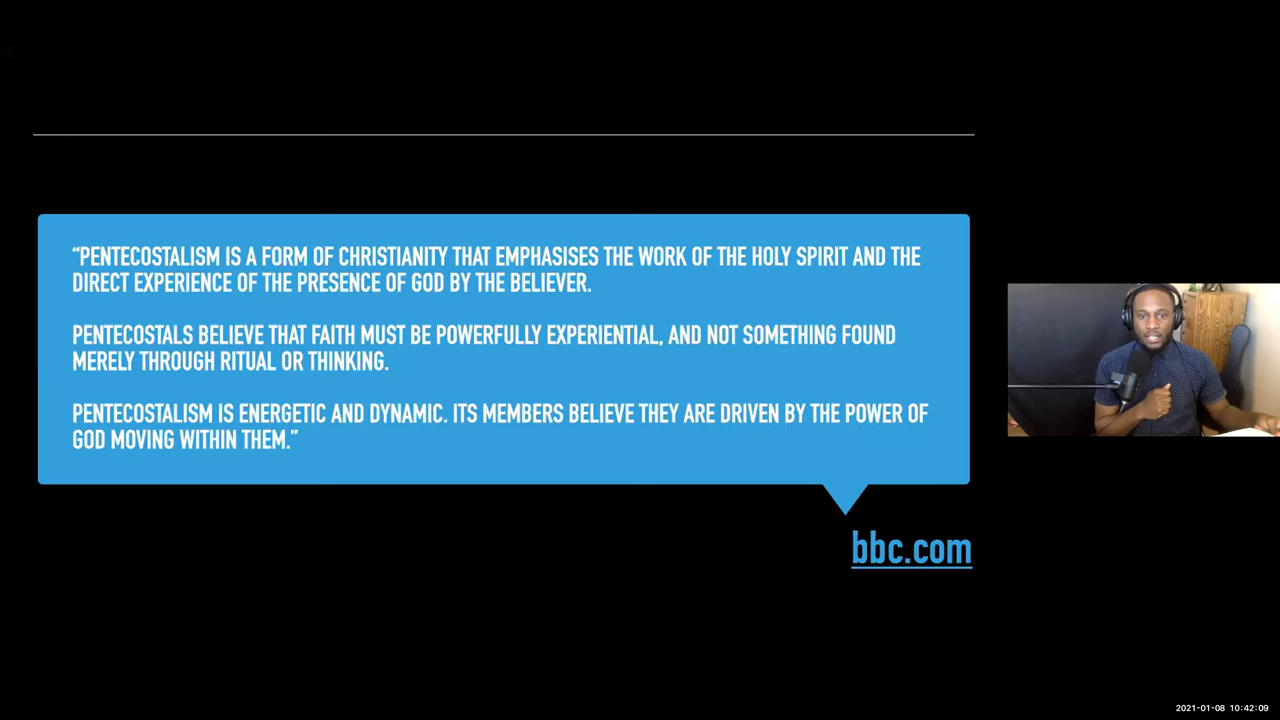 “PENTECOSTALISM IS A FORM OF CHRISTIANITY THAT EMPHASISES THE WORK OF THE HOLY SPIRIT AND THE
DIRECT EXPERIENCE OF THE PRESENCE OF GOD BY THE BELIEVER.
PENTECOSTALS BELIEVE THAT FAITH MUST BE POWERFULLY EXPERIENTIAL, AND NOT SOMETHING FOUND
MERELY THROUGH RITUAL OR THINKING.
PENTECOSTALISM IS ENERGETIC AND DYNAMIC. ITS MEMBERS BELIEVE THEY ARE DRIVEN BY THE POWER OF
GOD MOVING WITHIN THEM.”
bbc.com
2021-01-08 10:42:09